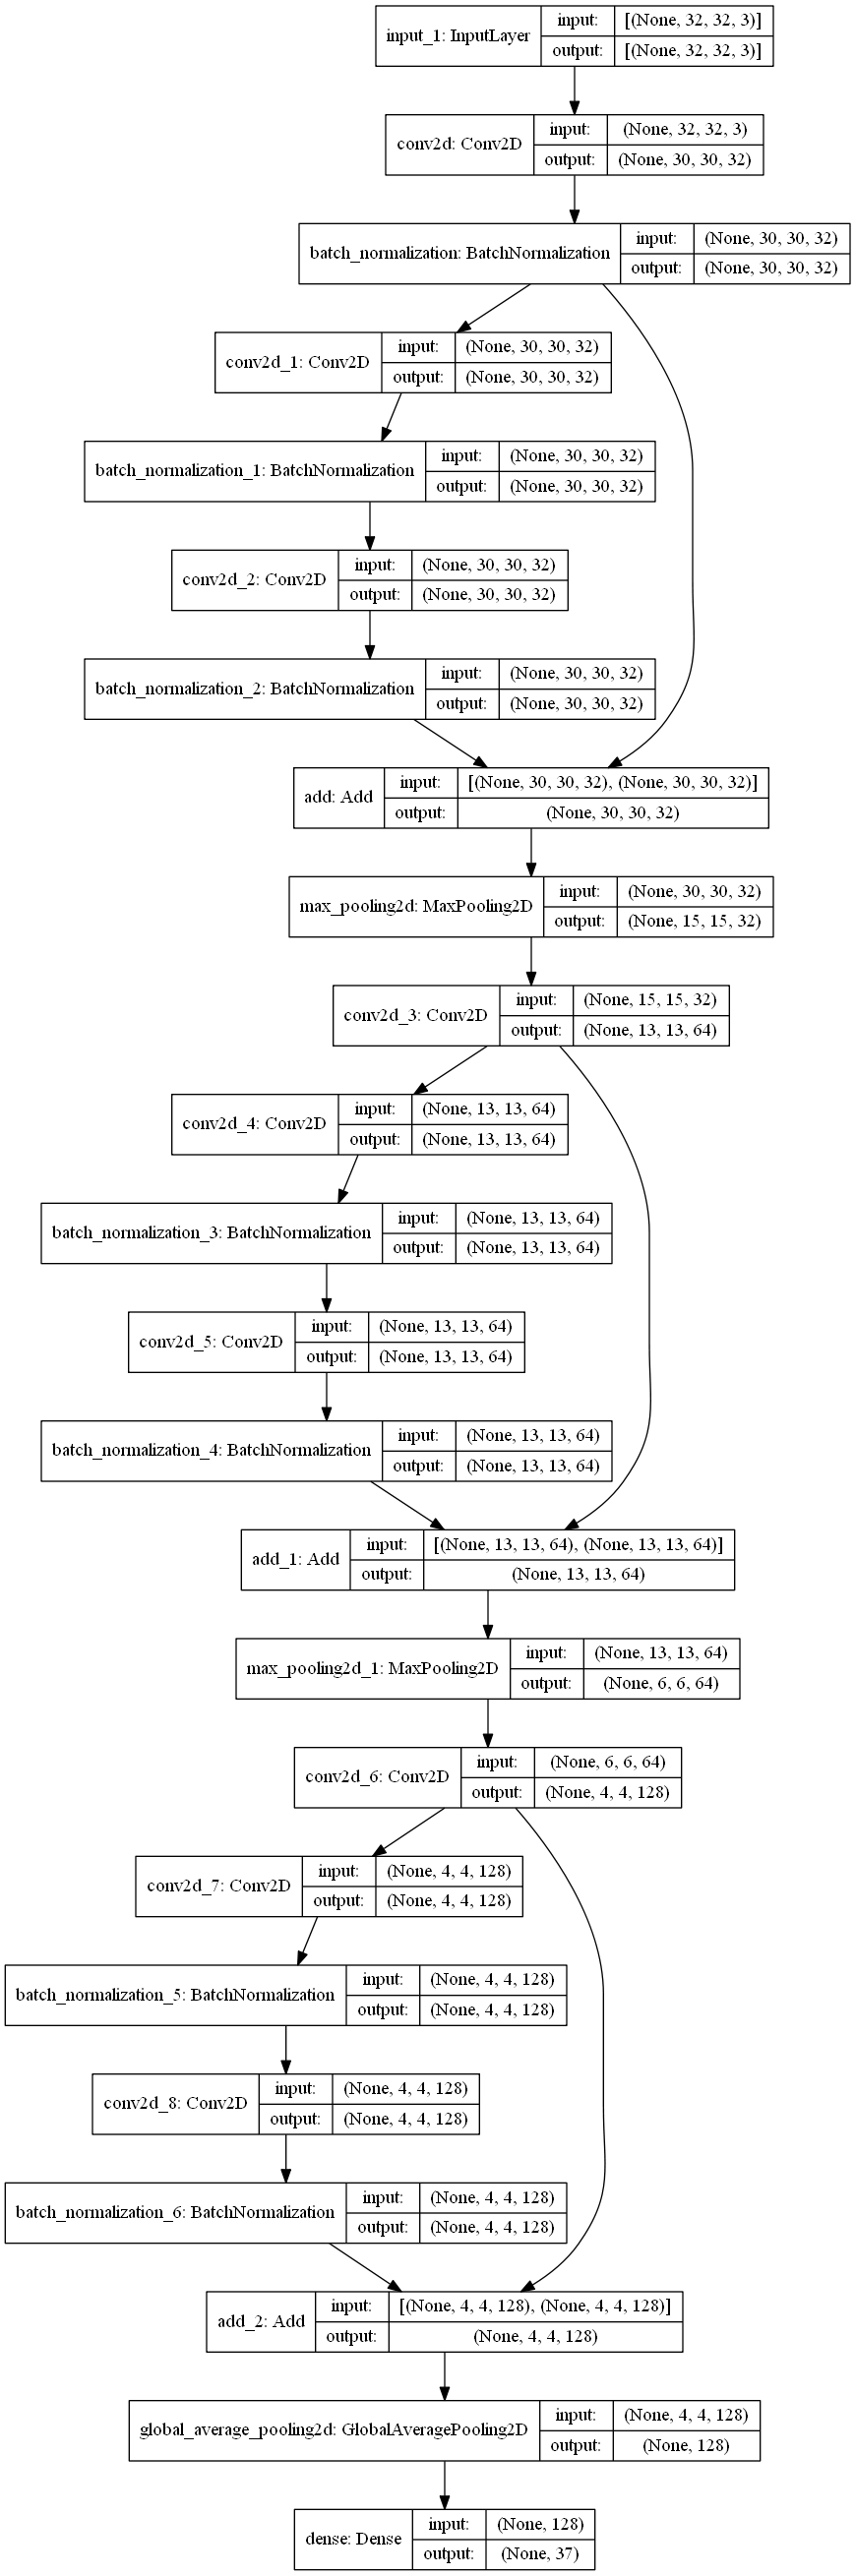 input_1: InputLayer input: [(None, 32, 32, 3)]
output: [(None, 32, 32, 3)]
conv2d: Conv2D input: (None, 32, 32, 3)
output: (None, 30, 30, 32)
batch_normalization: BatchNormalization input: (None, 30, 30, 32)
output: (None, 30, 30, 32)
conv2d_1: Conv2D input: (None, 30, 30, 32)
output: (None, 30, 30, 32)
batch_normalization_1: BatchNormalization input: (None, 30, 30, 32)
output: (None, 30, 30, 32)
conv2d_2: Conv2D input: (None, 30, 30, 32)
output: (None, 30, 30, 32)
batch_normalization_2: BatchNormalization input: (None, 30, 30, 32)
output: (None, 30, 30, 32)
add: Add input: [(None, 30, 30, 32), (None, 30, 30, 32)]
output: (None, 30, 30, 32)
max_pooling2d: MaxPooling2D input: (None, 30, 30, 32)
output: (None, 15, 15, 32)
conv2d_3: Conv2D input: (None, 15, 15, 32)
output: (None, 13, 13, 64)
conv2d_4: Conv2D input: (None, 13, 13, 64)
output: (None, 13, 13, 64)
batch_normalization_3: BatchNormalization input: (None, 13, 13, 64)
output: (None, 13, 13, 64)
conv2d_5: Conv2D input: (None, 13, 13, 64)
output: (None, 13, 13, 64)
batch_normalization_4: BatchNormalization input: (None, 13, 13, 64)
output: (None, 13, 13, 64)
add_1: Add input: [(None, 13, 13, 64), (None, 13, 13, 64)]
output: (None, 13, 13, 64)
max_pooling2d_1: MaxPooling2D input: (None, 13, 13, 64)
output: (None, 6, 6, 64)
conv2d_6: Conv2D input: (None, 6, 6, 64)
output: (None, 4, 4, 128)
conv2d_7: Conv2D input: (None, 4, 4, 128)
output: (None, 4, 4, 128)
batch_normalization_5: BatchNormalization input: (None, 4, 4, 128)
output: (None, 4, 4, 128)
conv2d_8: Conv2D input: (None, 4, 4, 128)
output: (None, 4, 4, 128)
batch_normalization_6: BatchNormalization input: (None, 4, 4, 128)
output: (None, 4, 4, 128)
add_2: Add input: [(None, 4, 4, 128), (None, 4, 4, 128)]
output: (None, 4, 4, 128)
global_average_pooling2d: GlobalAveragePooling2D input: (None, 4, 4, 128)
output: (None, 128)
dense: Dense input: (None, 128)
output: (None, 37)